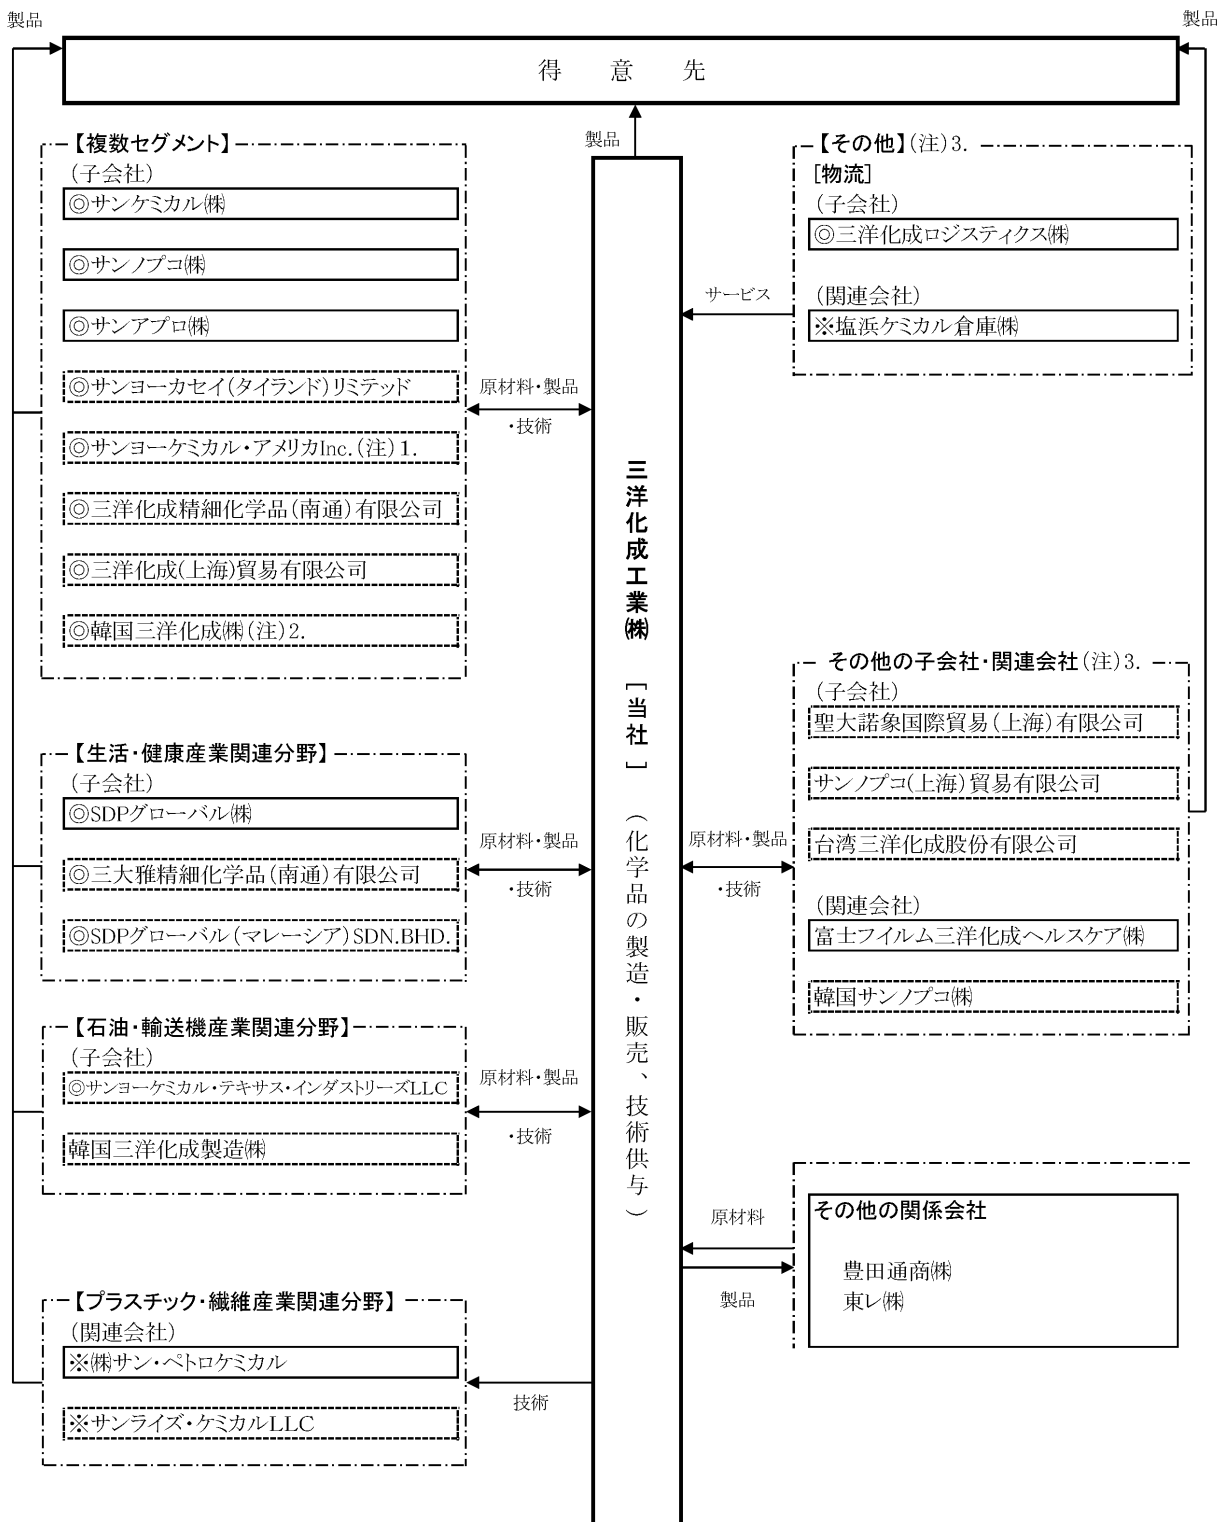 製品
製品
得意先
製品
【複数セグメント】
(子会社)
◎サンケミカル㈱
◎サンノプコ㈱
◎サンアプロ㈱
◎サンヨーカセイ(タイランド)リミテッド
◎サンヨーケミカル・アメリカInc.(注)1.
◎三洋化成精細化学品(南通)有限公司
◎三洋化成(上海)貿易有限公司
◎韓国三洋化成㈱(注)2.
原材料・製品
・技術
【生活・健康産業関連分野】
(子会社)
◎SDPグローバル㈱
◎三大雅精細化学品(南通)有限公司
◎SDPグローバル(マレーシア)SDN.BHD.
原材料・製品
・技術
【石油・輸送機産業関連分野】
(子会社)
◎サンヨーケミカル・テキサス・インダストリーズLLC
韓国三洋化成製造㈱
原材料・製品
・技術
【プラスチック・繊維産業関連分野】
(関連会社)
※㈱サン・ペトロケミカル
※サンライズ・ケミカルLLC
技術
三洋化成工業㈱ [当社] (化学品の製造・販売、技術供与)
【その他】(注)3.
[物流]
(子会社)
◎三洋化成ロジスティクス㈱
(関連会社)
※塩浜ケミカル倉庫㈱
サービス
その他の子会社・関連会社(注)3.
(子会社)
聖大諾象国際貿易(上海)有限公司
サンノプコ(上海)貿易有限公司
台湾三洋化成股份有限公司
(関連会社)
富士フイルム三洋化成ヘルスケア㈱
韓国サンノプコ㈱
原材料・製品
・技術
その他の関係会社
豊田通商㈱
東レ㈱
原材料
製品